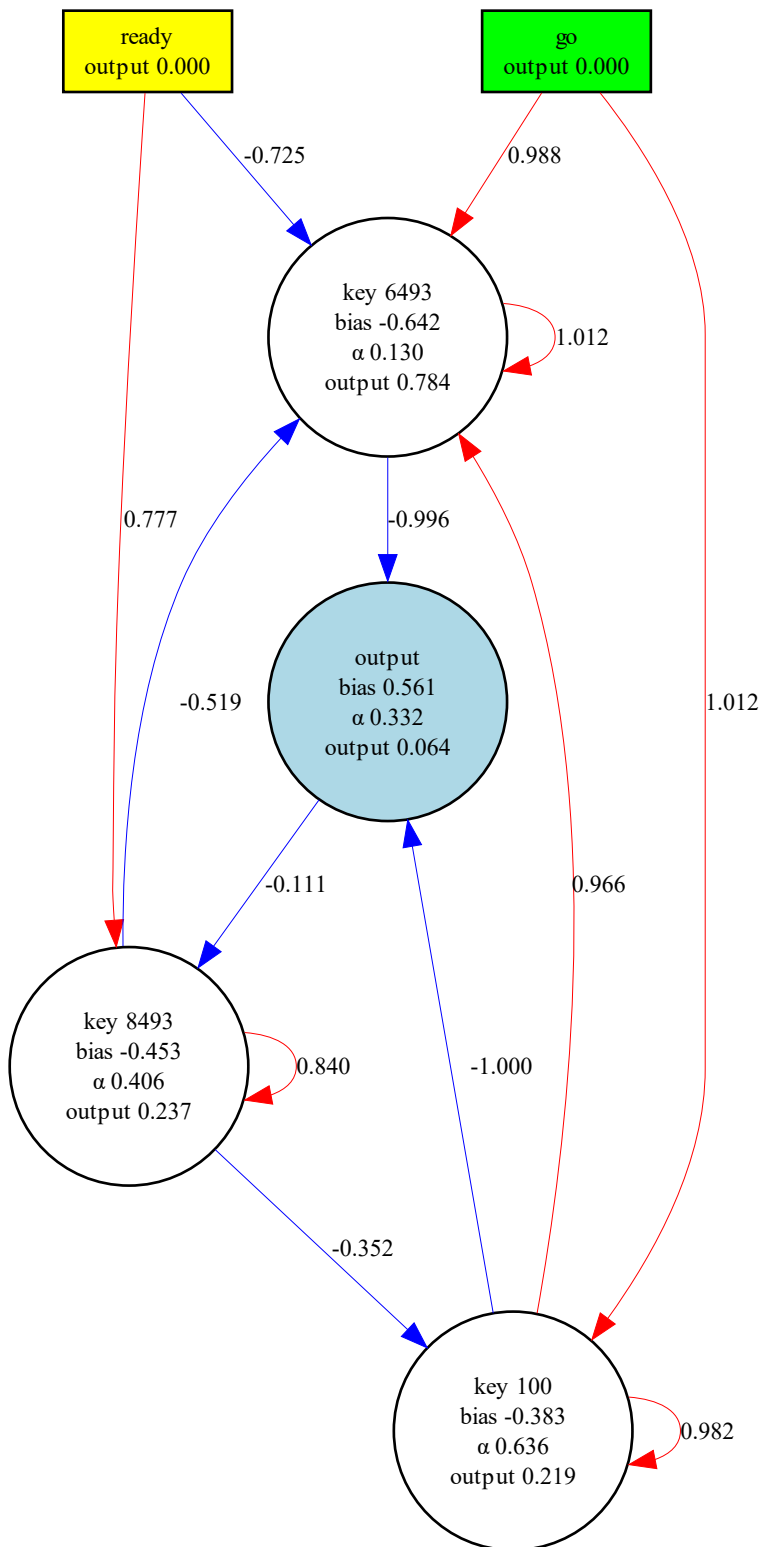 ready
output 0.000
go
output 0.000
-0.725
0.988
key 6493
bias -0.642
α 0.130
output 0.784
1.012
0.777
-0.996
-0.519
output
bias 0.561
α 0.332
output 0.064
1.012
-0.111
0.966
key 8493
bias -0.453
α 0.406
output 0.237
0.840
-1.000
-0.352
key 100
bias -0.383
α 0.636
output 0.219
0.982